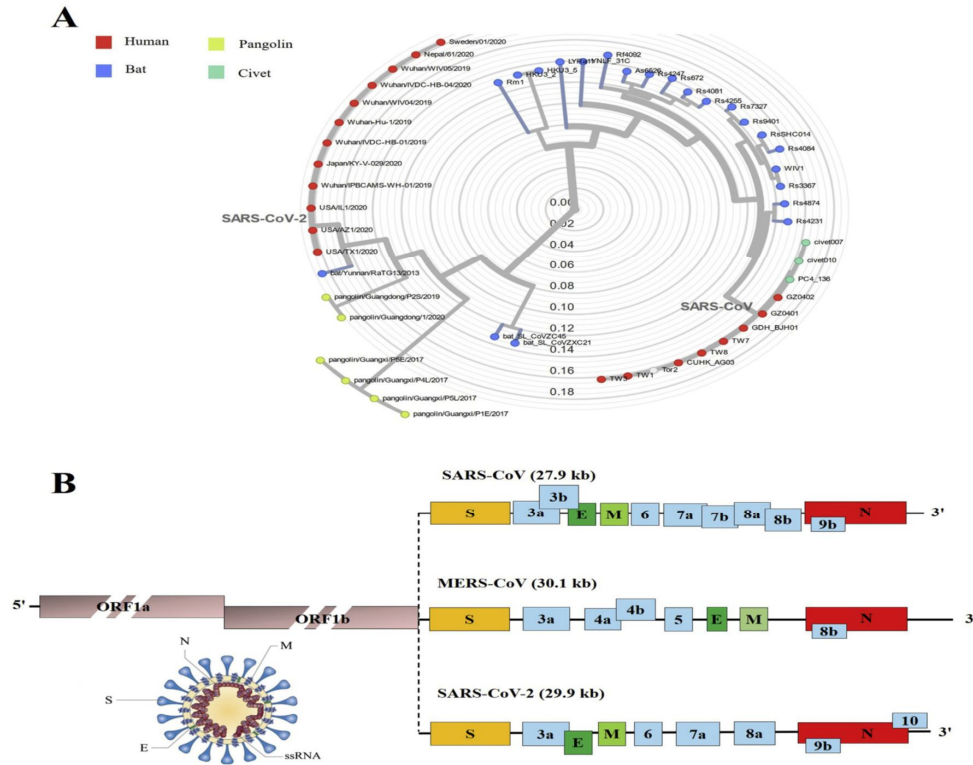 A
Human
Pangolin
Bat
Civet
Sweden/01/2020
Nepal/61/2020
Wuhan/WIV05/2019
Wuhan/IVDC-HB-04/2020
Wuhan/WIV04/2019
Wuhan-Hu-1/2019
Wuhan/IVDC-HB-01/2019
Japan/KY-V-029/2020
Wuhan/IPBCAMS-WH-01/2019
USA/IL1/2020
SARS-CoV-2
USA/AZ1/2020
USA/TX1/2020
bat/Yunnan/RaTG13/2013
pangolin/Guangdong/P2S/2019
pangolin/Guangdong/1/2020
pangolin/Guangxi/P5E/2017
pangolin/Guangxi/P4L/2017
pangolin/Guangxi/P5L/2017
pangolin/Guangxi/P1E/2017
bat_SL_CoVZC45
bat_SL_CoVZXC21
Rm1
HKU3_2
HKU3_5
Rf4092
As6526
Rs4247
Rs672
Rs4081
Rs4255
Rs7327
Rs9401
RsSHC014
Rs4084
WIV1
Rs3367
Rs4874
Rs4231
civet007
civet010
PC4_136
SARS-CoV
GZ0402
GZ0401
GDH_BJH01
TW7
TW8
CUHK_AG03
Tor2
TW1
0.00
0.02
0.04
0.06
0.08
0.10
0.12
0.14
0.16
0.18
B
SARS-CoV (27.9 kb)
S 3a 3b E M 6 7a 7b 8a 8b 9b N 3'
MERS-CoV (30.1 kb)
5' ORF1a ORF1b
S 3a 4a 4b 5 E M 8b N 3
SARS-CoV-2 (29.9 kb)
S 3a E M 6 7a 8a 9b N 10 3'
N
M
S
E
ssRNA